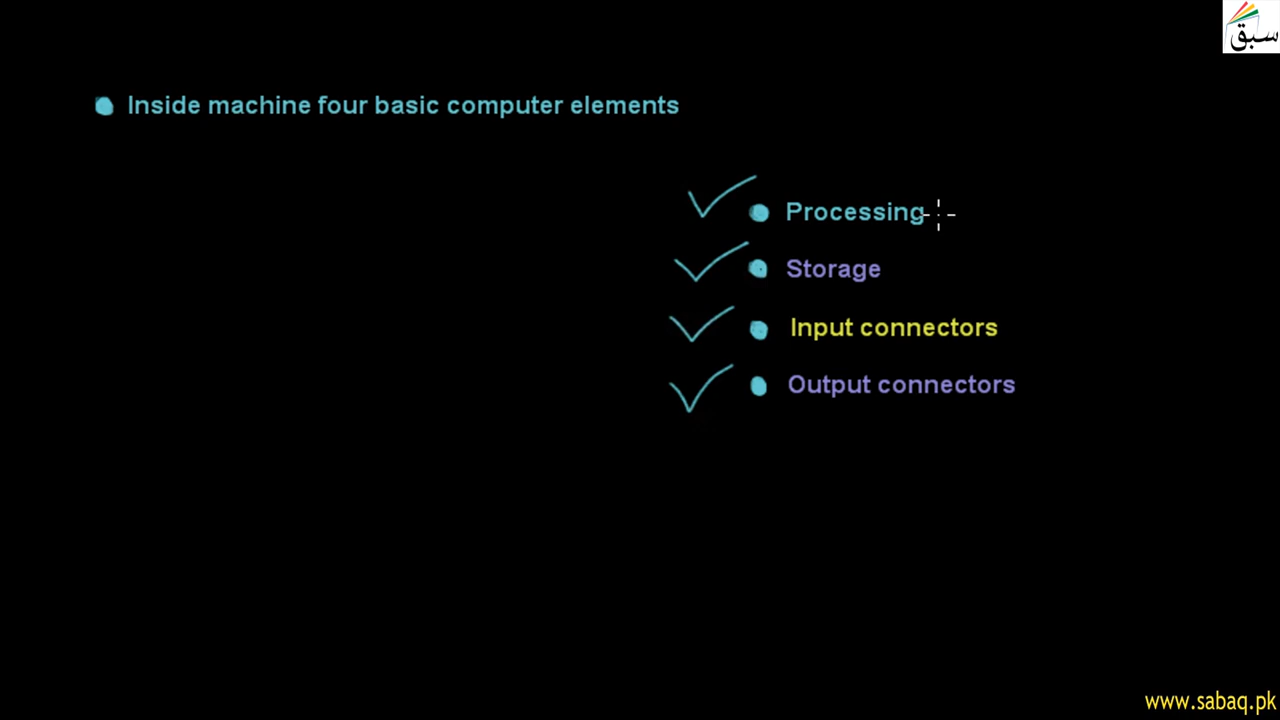 سبق
Inside machine four basic computer elements
Processing
Storage
Input connectors
Output connectors
www.sabaq.pk